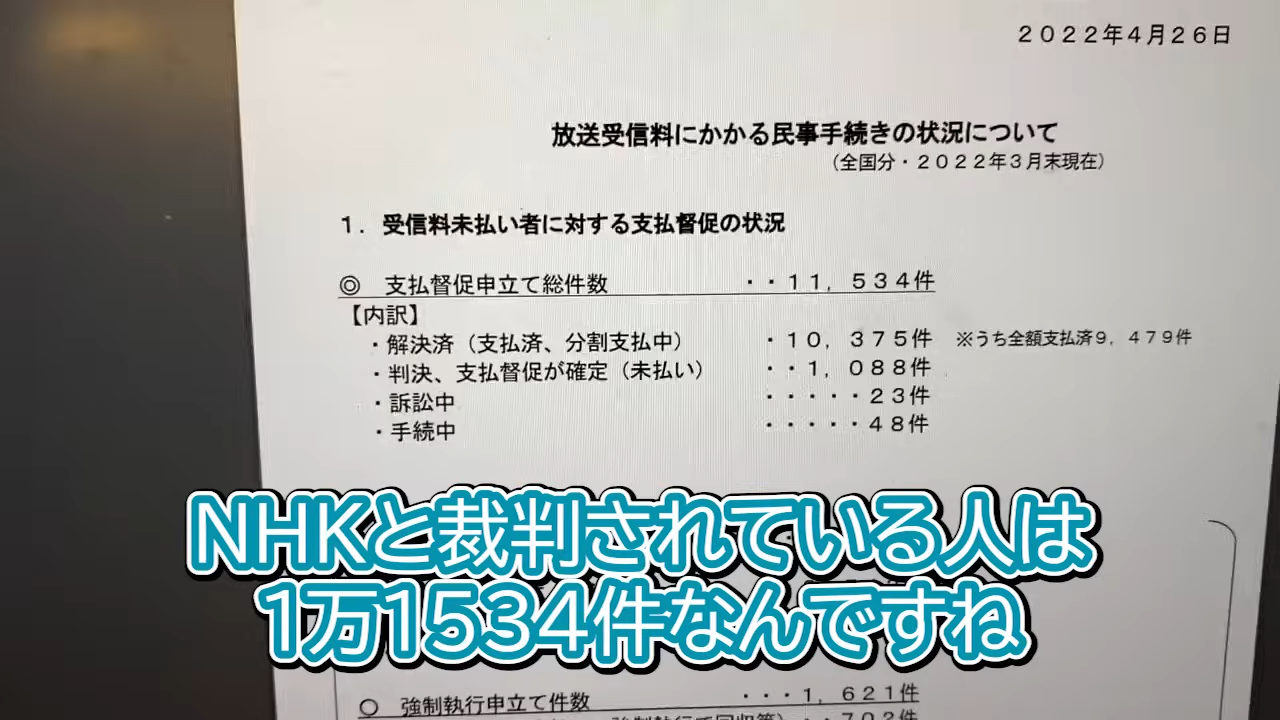 ２０２２年４月２６日
放送受信料にかかる民事手続きの状況について
（全国分・２０２２年３月末現在）
１．受信料未払い者に対する支払督促の状況
◎　支払督促申立て総件数　・・１１，５３４件
【内訳】
・解決済（支払済、分割支払中）　・１０，３７５件　※うち全額支払済９，４７９件
・判決、支払督促が確定（未払い）　・・１，０８８件
・訴訟中　・・・・・２３件
・手続中　・・・・・４８件
NHKと裁判されている人は
1万1534件なんですね
○　強制執行申立て件数　・・・１，６２１件